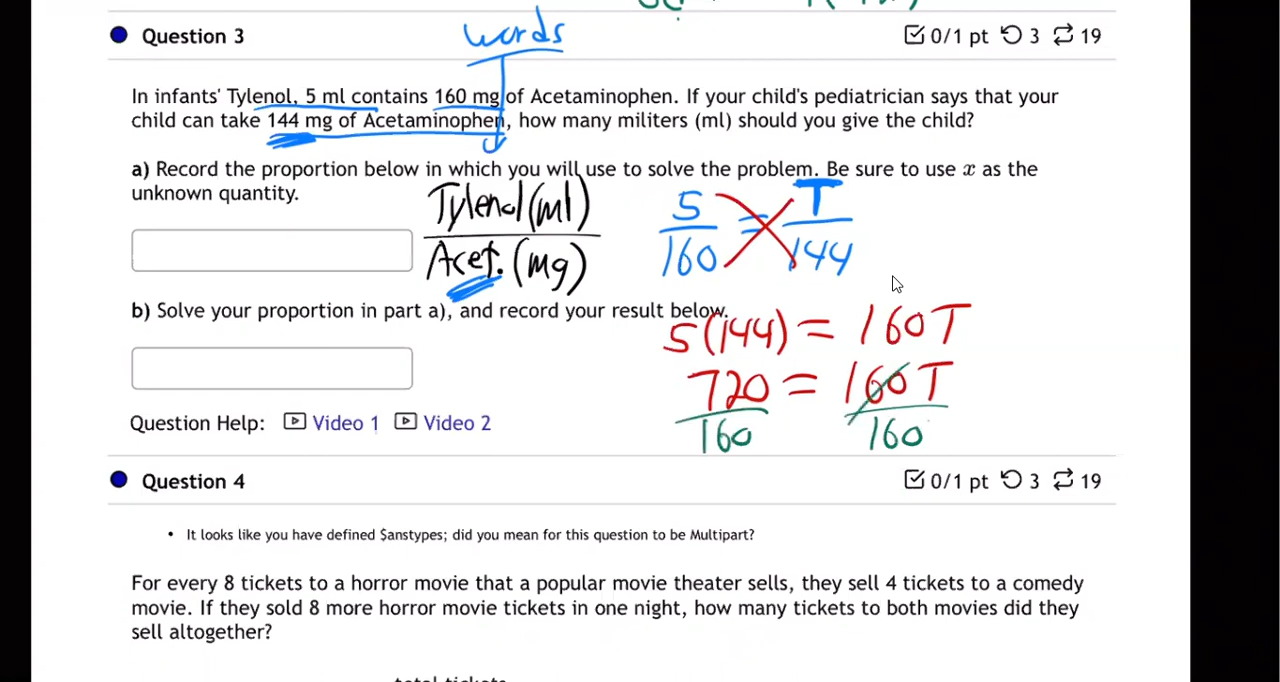 words
Question 3
0/1 pt 3 19
In infants' Tylenol, 5 ml contains 160 mg of Acetaminophen. If your child's pediatrician says that your
child can take 144 mg of Acetaminophen, how many militers (ml) should you give the child?
a) Record the proportion below in which you will use to solve the problem. Be sure to use x as the
unknown quantity.
Tylenol (ml)
Acet. (mg)
5 = T
160 144
b) Solve your proportion in part a), and record your result below.
5(144) = 160T
720 = 160T
160 160
Question Help: Video 1 Video 2
Question 4
0/1 pt 3 19
• It looks like you have defined $anstypes; did you mean for this question to be Multipart?
For every 8 tickets to a horror movie that a popular movie theater sells, they sell 4 tickets to a comedy
movie. If they sold 8 more horror movie tickets in one night, how many tickets to both movies did they
sell altogether?
total tickets